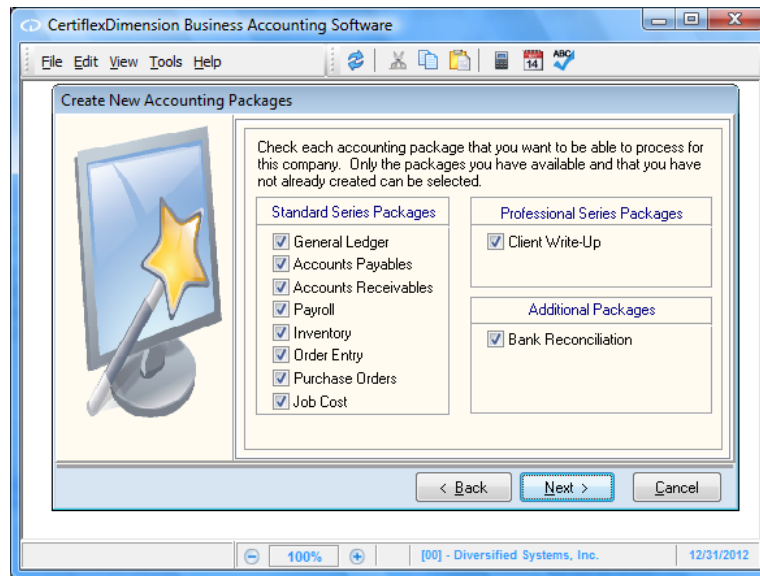 CertiflexDimension Business Accounting Software
File Edit View Tools Help
14
ABC
Create New Accounting Packages
Check each accounting package that you want to be able to process for
this company. Only the packages you have available and that you have
not already created can be selected.
Standard Series Packages
General Ledger
Accounts Payables
Accounts Receivables
Payroll
Inventory
Order Entry
Purchase Orders
Job Cost
Professional Series Packages
Client Write-Up
Additional Packages
Bank Reconciliation
< Back
Next >
Cancel
100%
[00] - Diversified Systems, Inc.
12/31/2012